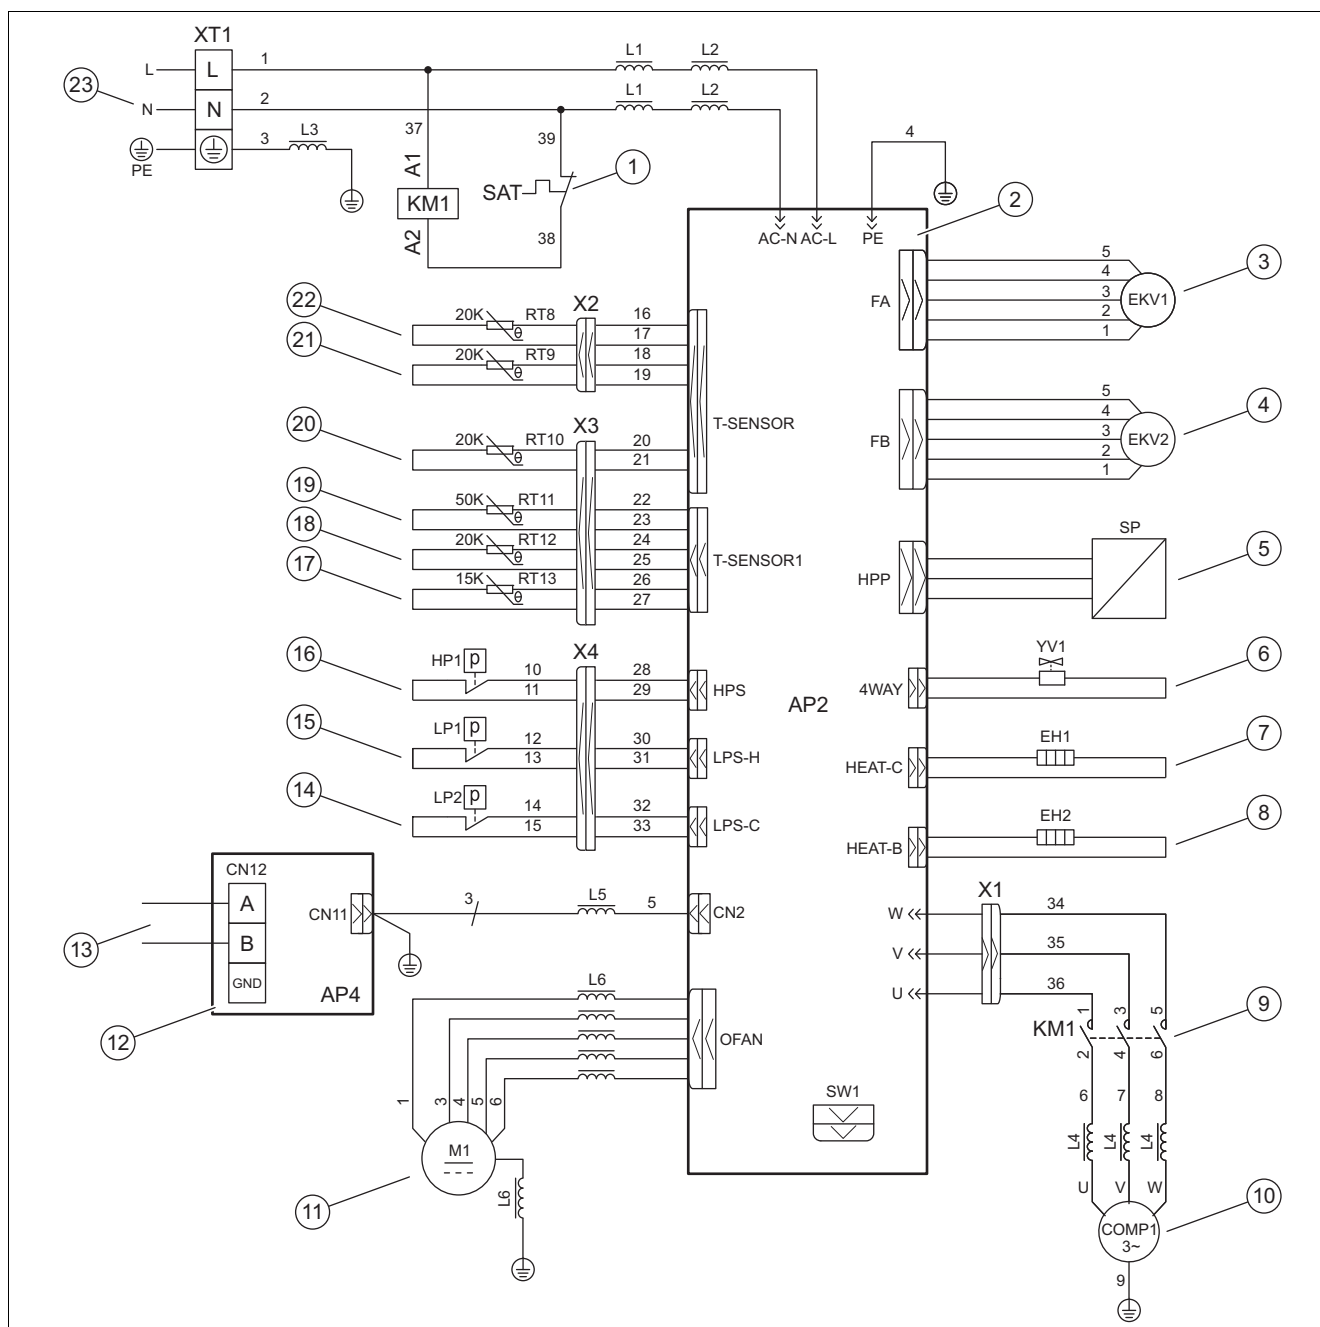 XT1
L L 1 L1 L2
23 N N 2 L1 L2
PE 3 L3
37 39 4
A1 SAT 1
KM1
A2 38
AC-N AC-L PE 2
FA 5 4 3 2 1 EKV1 3
22 20K RT8 X2 16
17
21 20K RT9 18
19
T-SENSOR
FB 5 4 3 2 1 EKV2 4
20 20K RT10 X3 20
21
19 50K RT11 22
23
18 20K RT12 24
25
T-SENSOR1
17 15K RT13 26
27
HPP SP 5
16 HP1 p 10 X4 28
11 29 HPS
AP2
4WAY YV1 6
15 LP1 p 12 30
13 31 LPS-H
HEAT-C EH1 7
14 LP2 p 14 32
15 33 LPS-C
HEAT-B EH2 8
CN12
A CN11 3 L5 5 CN2
13 B
GND AP4
12
X1
W 34
V 35
U 36
L6
OFAN
1 3 4 5 6
M1
11 L6
SW1
KM1 1 3 5 9
2 4 6
6 7 8
L4 L4 L4
U V W
COMP1
3~
10
9
θ
θ
θ
θ
θ
θ